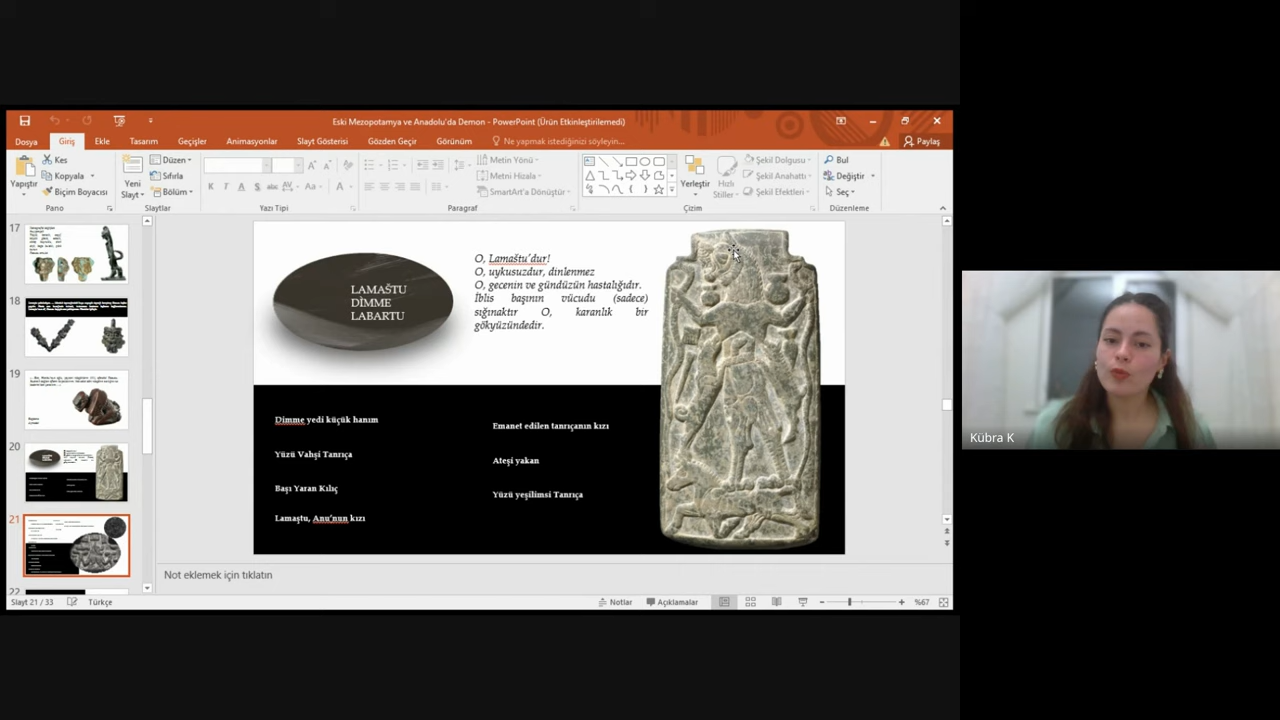 Eski Mezopotamya ve Anadolu'da Demon - PowerPoint (Ürün Etkinleştirilemedi)
Dosya Giriş Ekle Tasarım Geçişler Animasyonlar Slayt Gösterisi Gözden Geçir Görünüm Ne yapmak istediğinizi söyleyin... Paylaş
Yapıştır
Kes
Kopyala
Biçim Boyacısı
Pano
Yeni
Slayt
Düzen
Sıfırla
Bölüm
Slaytlar
K T A S abc AV Aa A
Yazı Tipi
Metin Yönü
Metni Hizala
SmartArt'a Dönüştür
Paragraf
Yerleştir
Hızlı
Stiller
Şekil Dolgusu
Şekil Anahattı
Şekil Efektleri
Çizim
Bul
Değiştir
Seç
Düzenleme
17
18
19
20
21
22
LAMAŠTU
DİMME
LABARTU
O, Lamaštu'dur!
O, uykusuzdur, dinlenmez
O, gecenin ve gündüzün hastalığıdır.
İblis başının vücudu (sadece)
sığınaktır O, karanlık bir
gökyüzündedir.
Dimme yedi küçük hanım
Yüzü Vahşi Tanrıça
Başı Yaran Kılıç
Lamaştu, Anu'nun kızı
Emanet edilen tanrıçanın kızı
Ateşi yakan
Yüzü yeşilimsi Tanrıça
Not eklemek için tıklatın
Slayt 21 / 33 Türkçe Notlar Açıklamalar %67
Kübra K